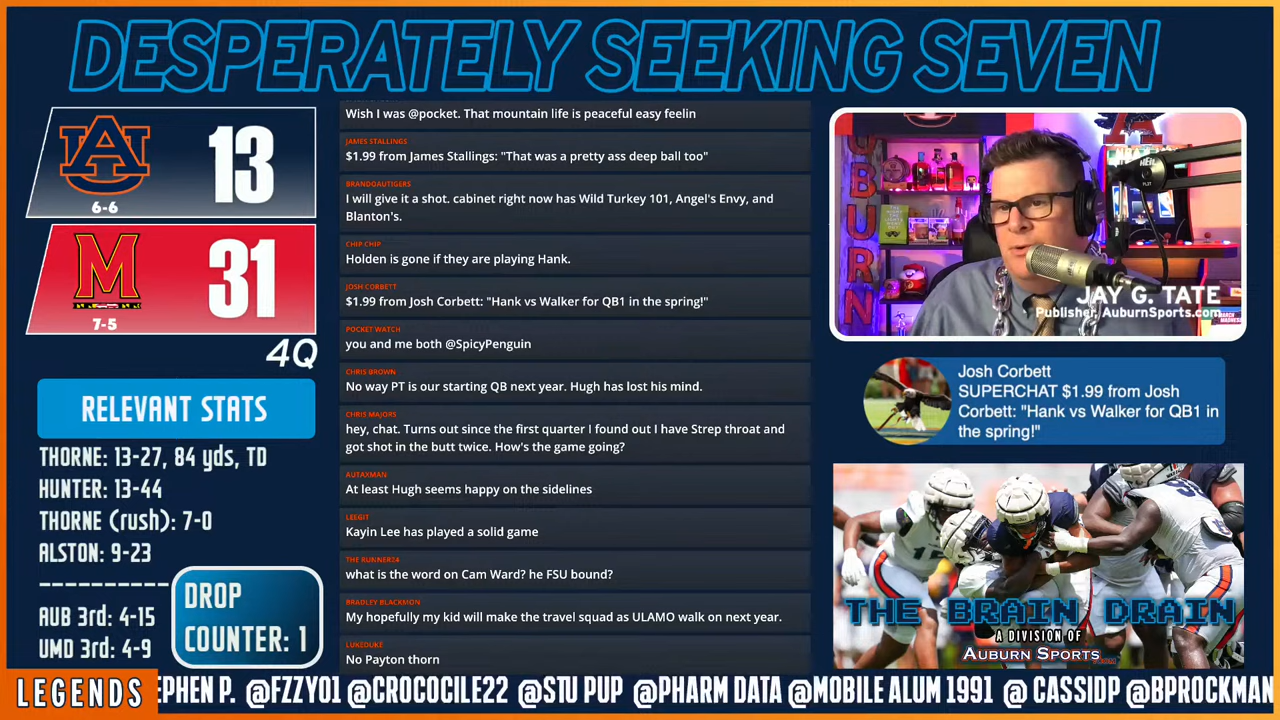 DESPERATELY SEEKING SEVEN
AU
13
6-6
M
31
7-5
4Q
RELEVANT STATS
THORNE: 13-27, 84 yds, TD
HUNTER: 13-44
THORNE (rush): 7-0
ALSTON: 9-23
AUB 3rd: 4-15
UMD 3rd: 4-9
DROP
COUNTER: 1
Wish I was @pocket. That mountain life is peaceful easy feelin
JAMES STALLINGS
$1.99 from James Stallings: "That was a pretty ass deep ball too"
BRANDOAUTIGERS
I will give it a shot. cabinet right now has Wild Turkey 101, Angel's Envy, and
Blanton's.
CHIP CHIP
Holden is gone if they are playing Hank.
JOSH CORBETT
$1.99 from Josh Corbett: "Hank vs Walker for QB1 in the spring!"
POCKET WATCH
you and me both @SpicyPenguin
CHRIS BROWN
No way PT is our starting QB next year. Hugh has lost his mind.
CHRIS MAJORS
hey, chat. Turns out since the first quarter I found out I have Strep throat and
got shot in the butt twice. How's the game going?
AUTAXMAN
At least Hugh seems happy on the sidelines
LEEGIT
Kayin Lee has played a solid game
THE RUNNER24
what is the word on Cam Ward? he FSU bound?
BRADLEY BLACKMON
My hopefully my kid will make the travel squad as ULAMO walk on next year.
LUKEDUKE
No Payton thorn
UBURN
HEIL
JAY G. TATE
Publisher, AuburnSports.com
Josh Corbett
SUPERCHAT $1.99 from Josh
Corbett: "Hank vs Walker for QB1 in
the spring!"
THE BRAIN DRAIN
A DIVISION OF
AUBURN SPORTS.COM
LEGENDS
EPHEN P. @FZZY01 @CROCOCILE22 @STU PUP @PHARM DATA @MOBILE ALUM 1991 @ CASSIDP @BPROCKMAN